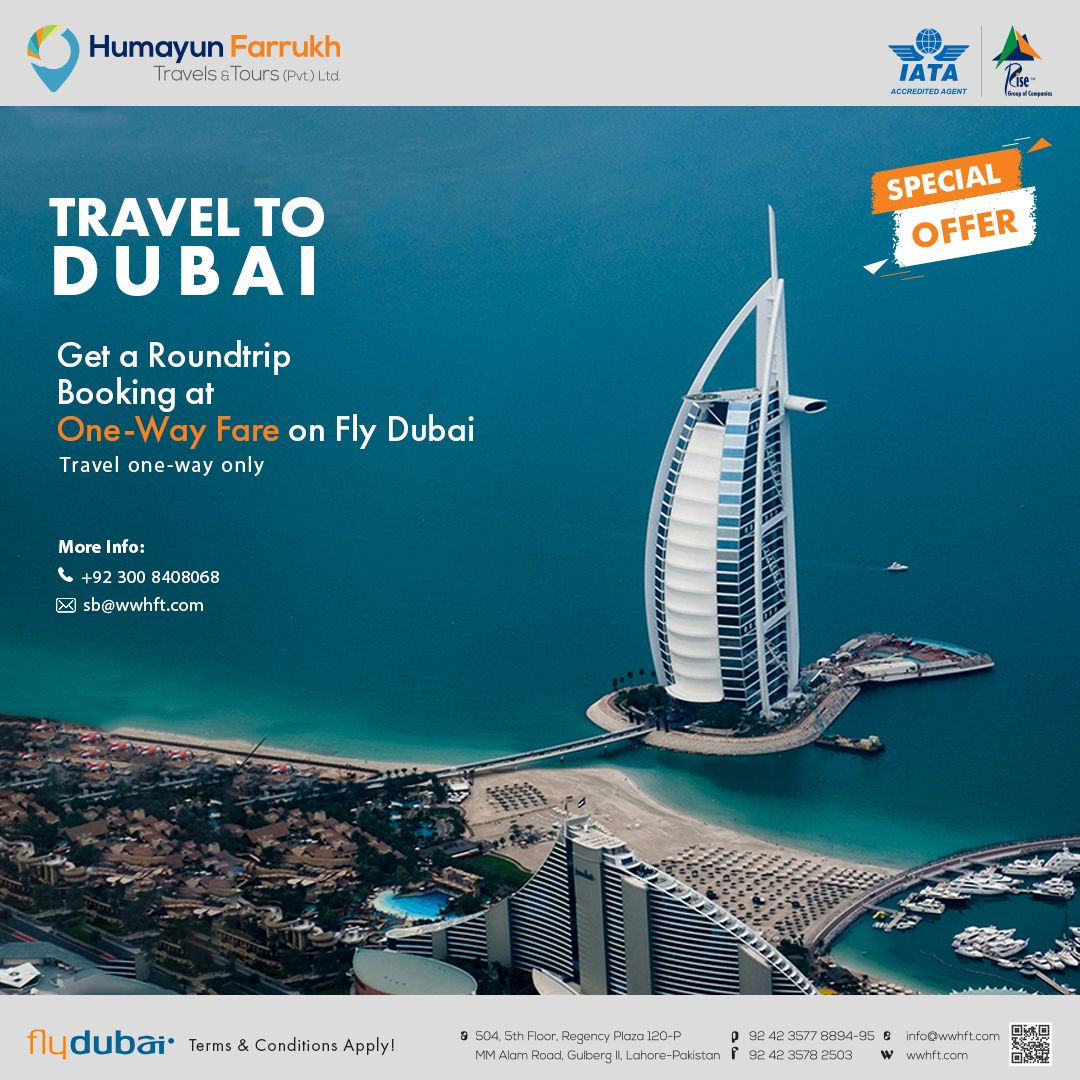 Humayun Farrukh
Travels & Tours (Pvt.) Ltd.
IATA
ACCREDITED AGENT
Rise™
Group of Companies
SPECIAL
OFFER
TRAVEL TO
DUBAI
Get a Roundtrip
Booking at
One-Way Fare on Fly Dubai
Travel one-way only
More Info:
+92 300 8408068
sb@wwhft.com
flydubai
Terms & Conditions Apply!
a 504, 5th Floor, Regency Plaza 120-P
MM Alam Road, Gulberg II, Lahore-Pakistan
p 92 42 3577 8894-95
f 92 42 3578 2503
e info@wwhft.com
w wwhft.com